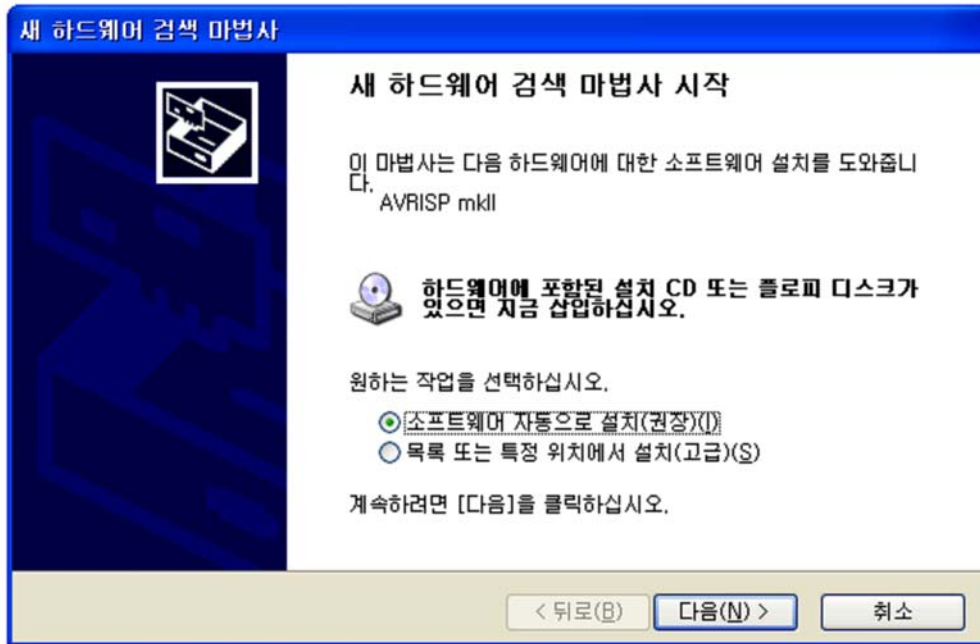 새 하드웨어 검색 마법사
새 하드웨어 검색 마법사 시작
이 마법사는 다음 하드웨어에 대한 소프트웨어 설치를 도와줍니
다.
AVRISP mkII
하드웨어에 포함된 설치 CD 또는 플로피 디스크가
있으면 지금 삽입하십시오.
원하는 작업을 선택하십시오.
소프트웨어 자동으로 설치(권장)(I)
목록 또는 특정 위치에서 설치(고급)(S)
계속하려면 [다음]을 클릭하십시오.
< 뒤로(B) 다음(N) > 취소